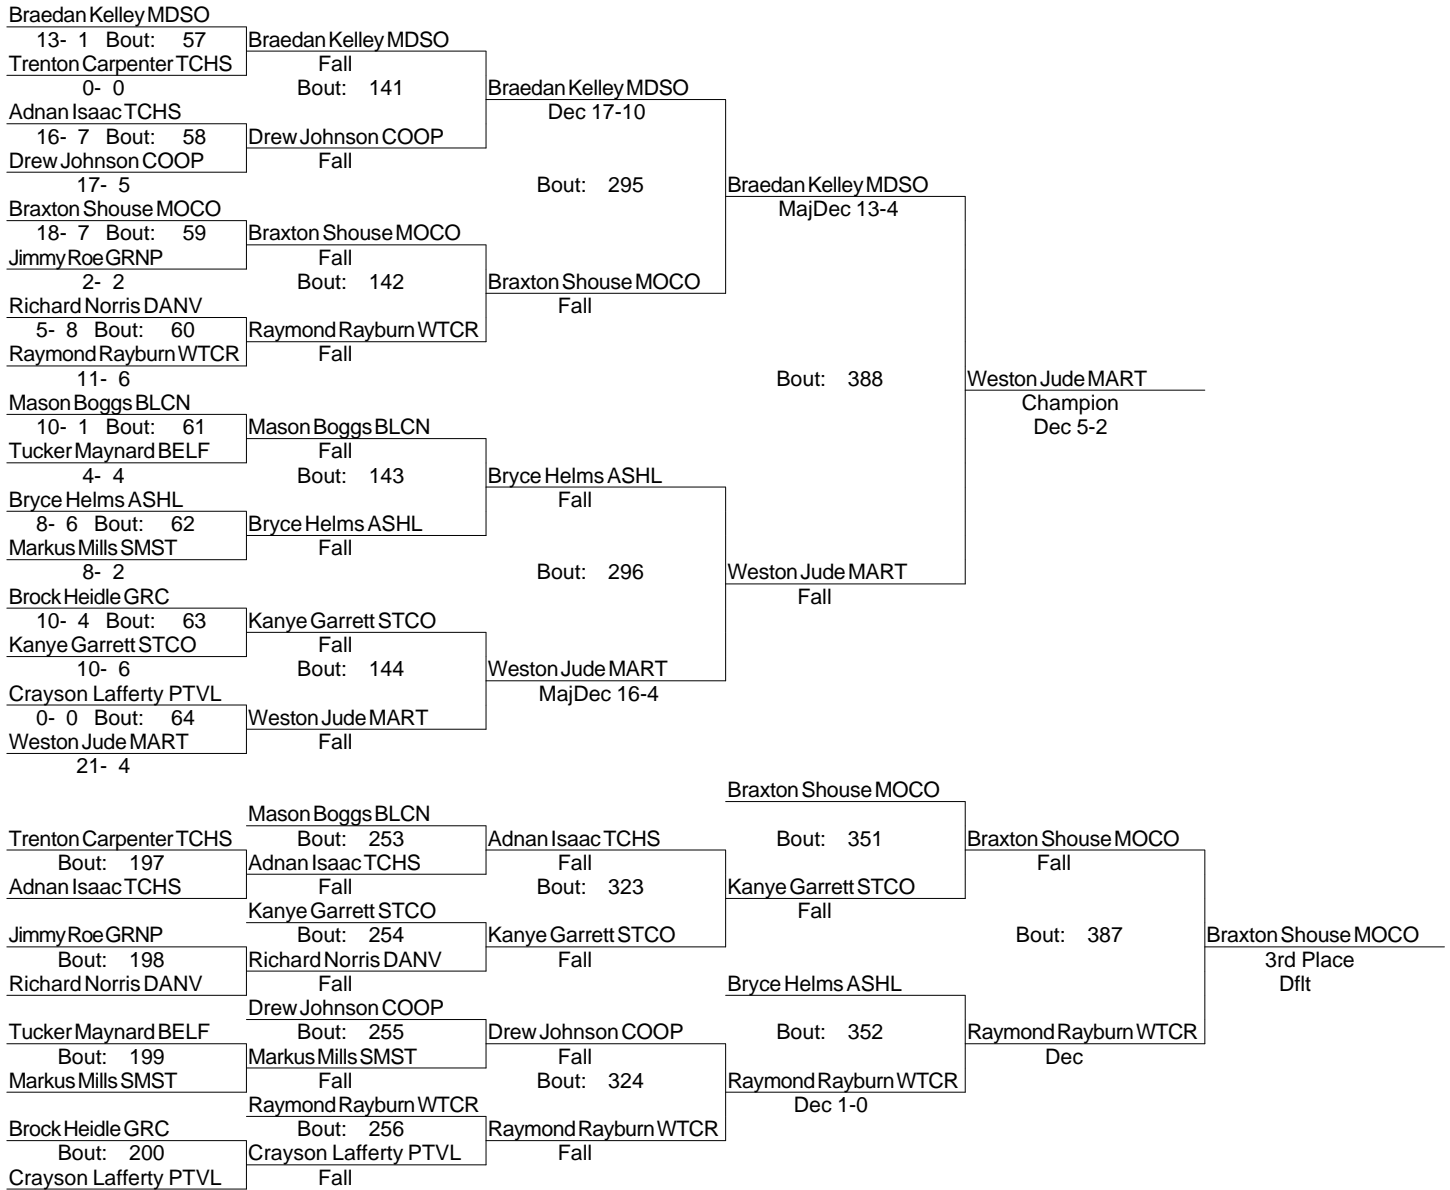 Braedan Kelley MDSO
13- 1 Bout: 57 Braedan Kelley MDSO
Trenton Carpenter TCHS Fall
0- 0 Bout: 141 Braedan Kelley MDSO
Adnan Isaac TCHS Dec 17-10
16- 7 Bout: 58 Drew Johnson COOP
Drew Johnson COOP Fall
17- 5 Bout: 295 Braedan Kelley MDSO
Braxton Shouse MOCO MajDec 13-4
18- 7 Bout: 59 Braxton Shouse MOCO
Jimmy Roe GRNP Fall
2- 2 Bout: 142 Braxton Shouse MOCO
Richard Norris DANV Fall
5- 8 Bout: 60 Raymond Rayburn WTCR
Raymond Rayburn WTCR Fall
11- 6 Bout: 388 Weston Jude MART
Mason Boggs BLCN Champion
10- 1 Bout: 61 Mason Boggs BLCN Dec 5-2
Tucker Maynard BELF Fall
4- 4 Bout: 143 Bryce Helms ASHL
Bryce Helms ASHL Fall
8- 6 Bout: 62 Bryce Helms ASHL
Markus Mills SMST Fall
8- 2 Bout: 296 Weston Jude MART
Brock Heidle GRC Fall
10- 4 Bout: 63 Kanye Garrett STCO
Kanye Garrett STCO Fall
10- 6 Bout: 144 Weston Jude MART
Crayson Lafferty PTVL MajDec 16-4
0- 0 Bout: 64 Weston Jude MART
Weston Jude MART Fall
21- 4
Braxton Shouse MOCO
Mason Boggs BLCN
Trenton Carpenter TCHS Bout: 253 Adnan Isaac TCHS Bout: 351 Braxton Shouse MOCO
Bout: 197 Adnan Isaac TCHS Fall Fall
Adnan Isaac TCHS Fall Bout: 323 Kanye Garrett STCO
Kanye Garrett STCO Fall
Jimmy Roe GRNP Bout: 254 Kanye Garrett STCO Bout: 387 Braxton Shouse MOCO
Bout: 198 Richard Norris DANV Fall 3rd Place
Richard Norris DANV Fall Bryce Helms ASHL Dflt
Drew Johnson COOP
Tucker Maynard BELF Bout: 255 Drew Johnson COOP Bout: 352 Raymond Rayburn WTCR
Bout: 199 Markus Mills SMST Fall Dec
Markus Mills SMST Fall Bout: 324 Raymond Rayburn WTCR
Raymond Rayburn WTCR Dec 1-0
Brock Heidle GRC Bout: 256 Raymond Rayburn WTCR
Bout: 200 Crayson Lafferty PTVL Fall
Crayson Lafferty PTVL Fall